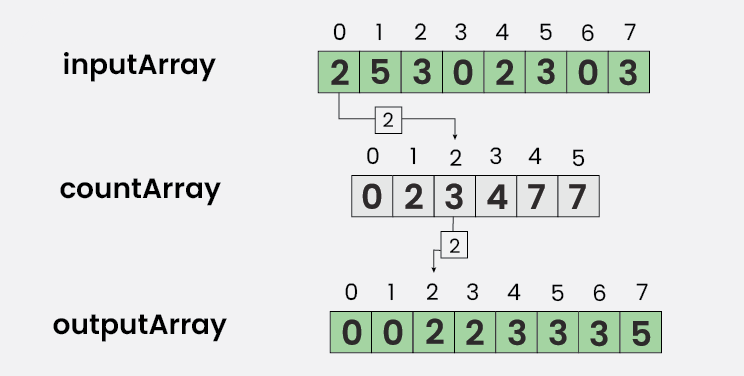 0 1 2 3 4 5 6 7
inputArray 2 5 3 0 2 3 0 3
2
0 1 2 3 4 5
countArray 0 2 3 4 7 7
2
0 1 2 3 4 5 6 7
outputArray 0 0 2 2 3 3 3 5